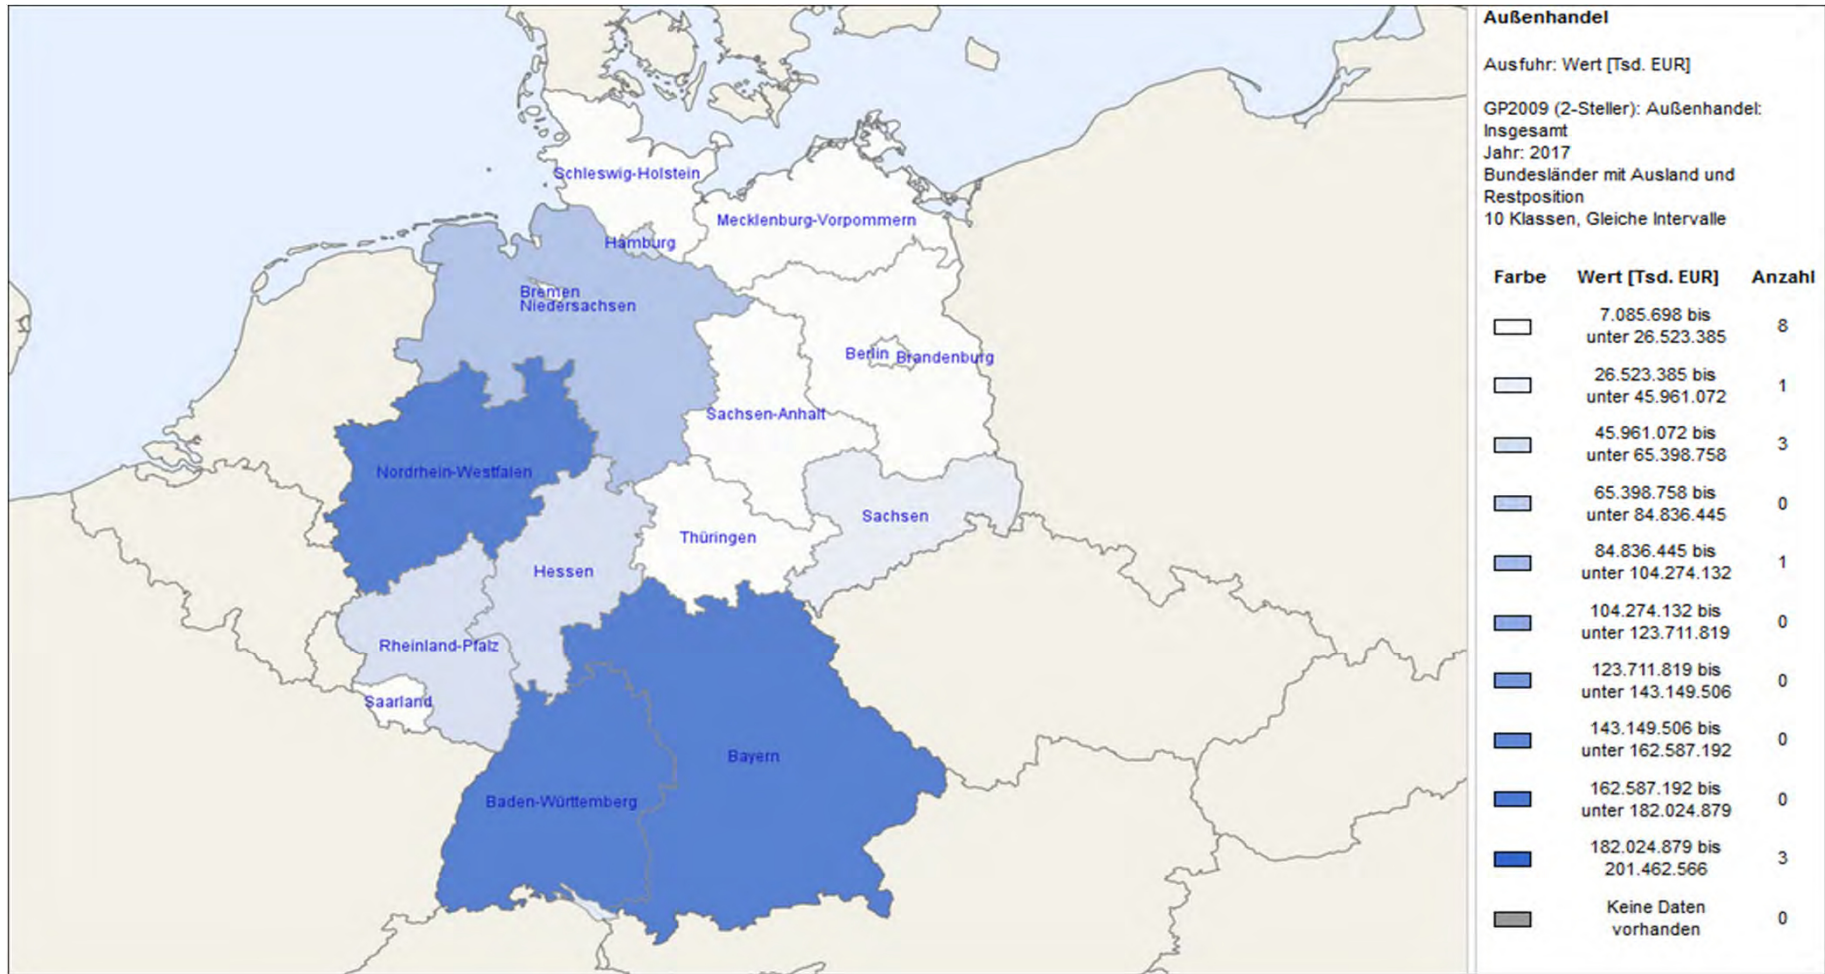 Außenhandel
Ausfuhr: Wert [Tsd. EUR]
GP2009 (2-Steller): Außenhandel:
Insgesamt
Jahr: 2017
Bundesländer mit Ausland und
Restposition
10 Klassen, Gleiche Intervalle
Farbe Wert [Tsd. EUR] Anzahl
7.085.698 bis
unter 26.523.385 8
26.523.385 bis
unter 45.961.072 1
45.961.072 bis
unter 65.398.758 3
65.398.758 bis
unter 84.836.445 0
84.836.445 bis
unter 104.274.132 1
104.274.132 bis
unter 123.711.819 0
123.711.819 bis
unter 143.149.506 0
143.149.506 bis
unter 162.587.192 0
162.587.192 bis
unter 182.024.879 0
182.024.879 bis
201.462.566 3
Keine Daten
vorhanden 0
Schleswig-Holstein
Mecklenburg-Vorpommern
Hamburg
Bremen
Niedersachsen
Berlin
Brandenburg
Sachsen-Anhalt
Nordrhein-Westfalen
Sachsen
Thüringen
Hessen
Rheinland-Pfalz
Saarland
Bayern
Baden-Württemberg